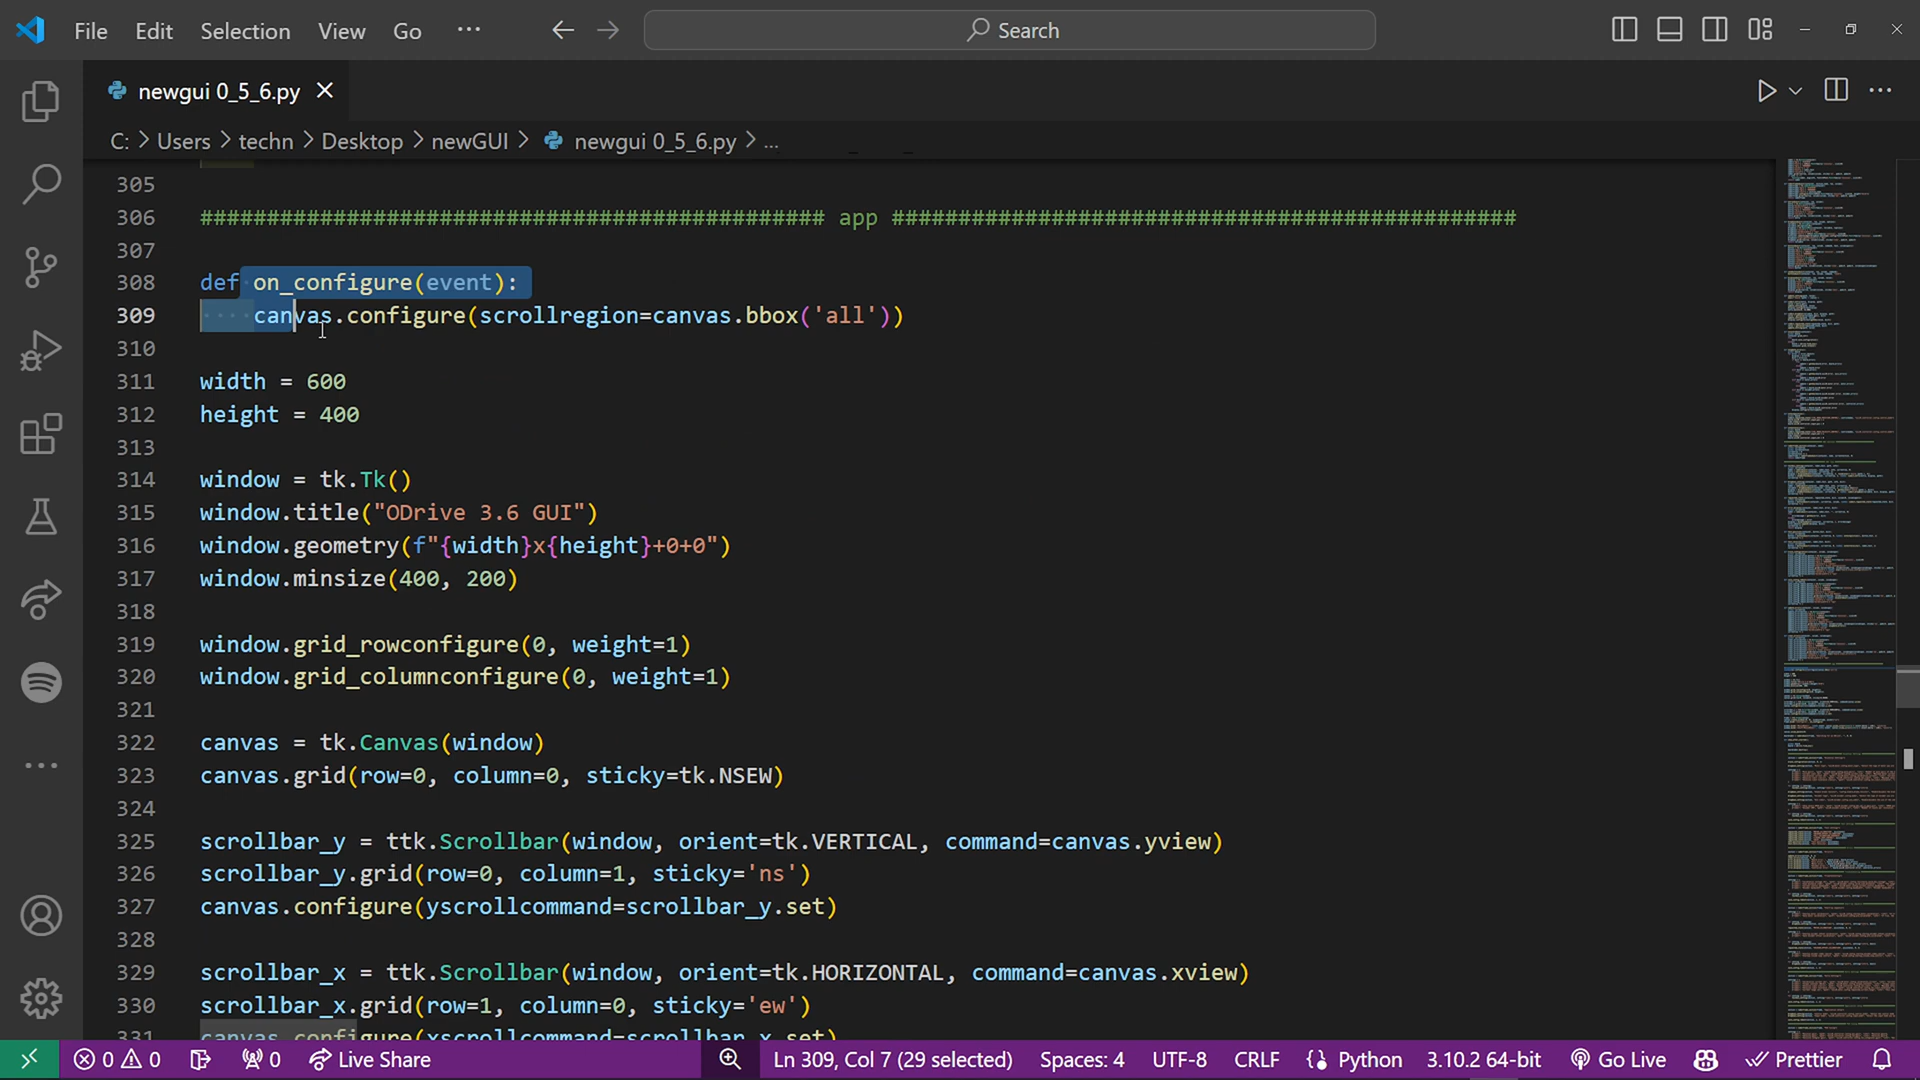 File Edit Selection View Go ··· Search
newgui 0_5_6.py
C: > Users > techn > Desktop > newGUI > newgui 0_5_6.py > ...
305
306 ############################################### app ###############################################
307
308 def on_configure(event):
309     canvas.configure(scrollregion=canvas.bbox('all'))
310
311 width = 600
312 height = 400
313
314 window = tk.Tk()
315 window.title("ODrive 3.6 GUI")
316 window.geometry(f"{width}x{height}+0+0")
317 window.minsize(400, 200)
318
319 window.grid_rowconfigure(0, weight=1)
320 window.grid_columnconfigure(0, weight=1)
321
322 canvas = tk.Canvas(window)
323 canvas.grid(row=0, column=0, sticky=tk.NSEW)
324
325 scrollbar_y = ttk.Scrollbar(window, orient=tk.VERTICAL, command=canvas.yview)
326 scrollbar_y.grid(row=0, column=1, sticky='ns')
327 canvas.configure(yscrollcommand=scrollbar_y.set)
328
329 scrollbar_x = ttk.Scrollbar(window, orient=tk.HORIZONTAL, command=canvas.xview)
330 scrollbar_x.grid(row=1, column=0, sticky='ew')
331 canvas.configure(xscrollcommand=scrollbar_x.set)
0 0 0 Live Share Ln 309, Col 7 (29 selected) Spaces: 4 UTF-8 CRLF Python 3.10.2 64-bit Go Live Prettier